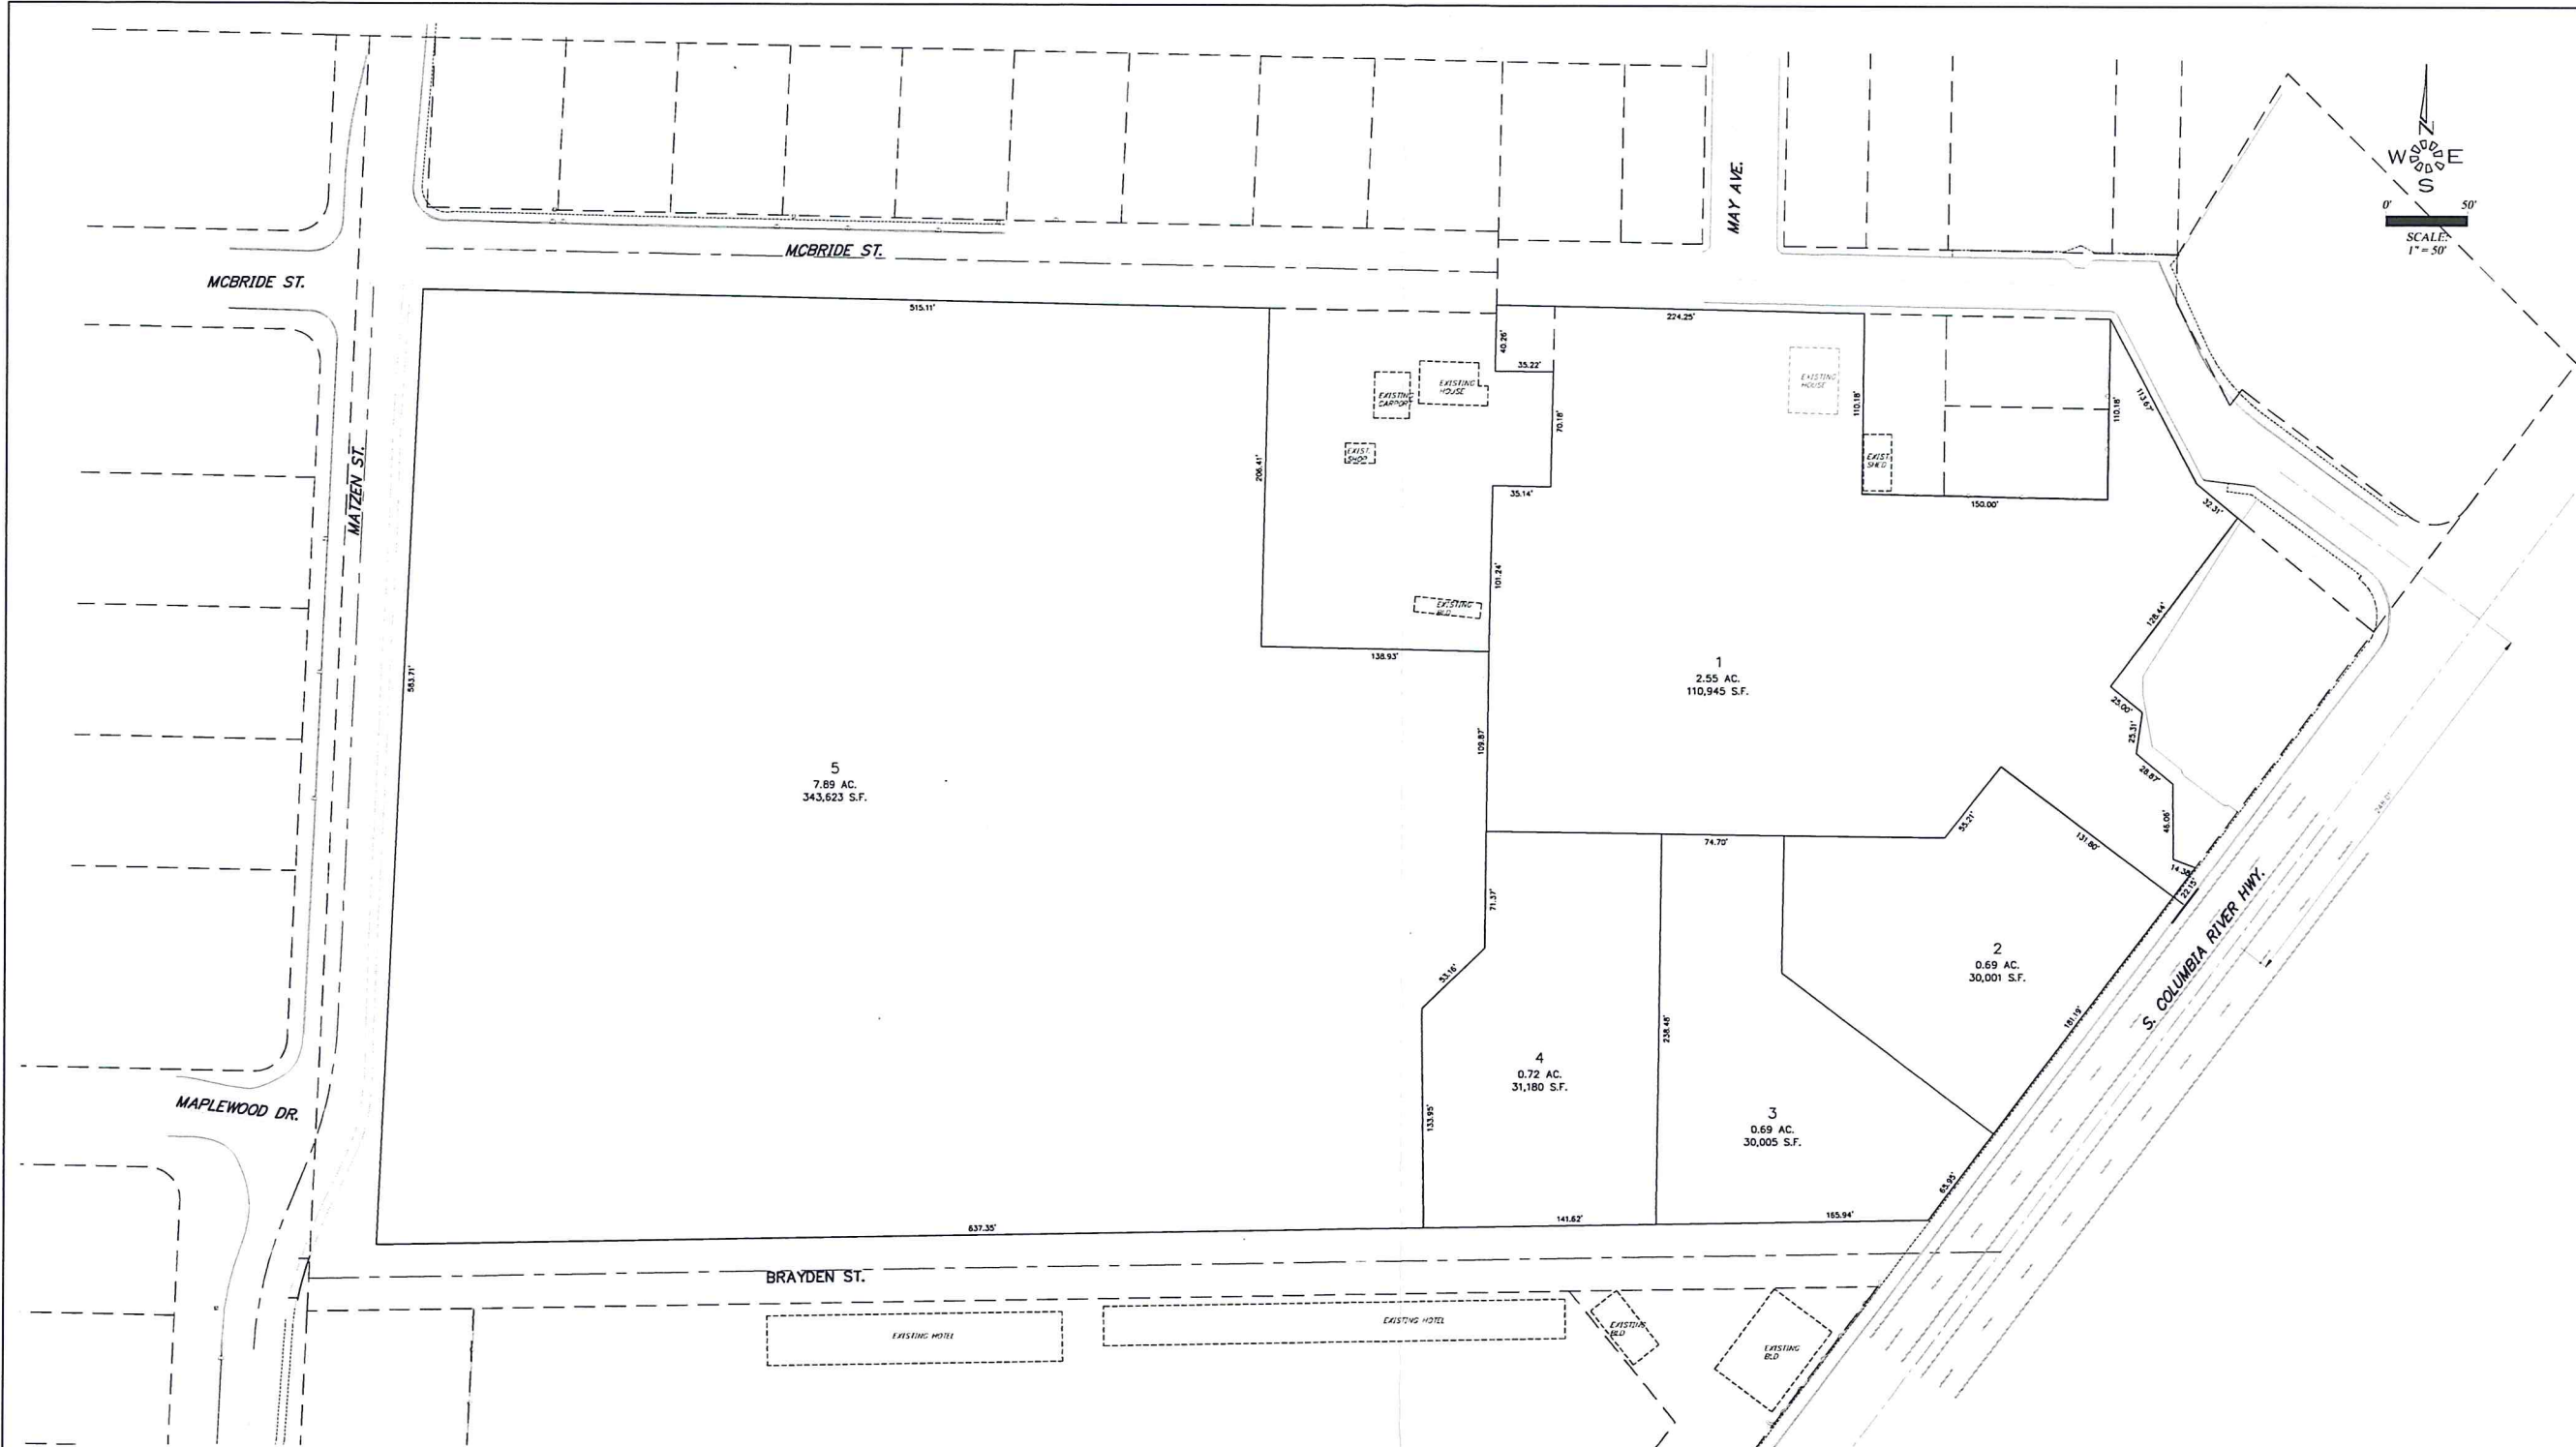 N
W E
S
0' 50'
SCALE:
1" = 50'
MAY AVE.
MCBRIDE ST.
MCBRIDE ST.
515.11'
224.25'
40.26'
35.22'
EXISTING
HOUSE
EXISTING
CARPORT
EXIST.
SHOP
EXISTING
HOUSE
110.18'
110.18'
113.67'
70.18'
206.41'
EXIST
SHED
35.14'
150.00'
32.31'
MATZEN ST.
101.24'
EXISTING
BLD
128.44'
138.93'
583.71'
1
2.55 AC.
110,945 S.F.
25.00'
25.31'
109.87'
28.87'
5
7.89 AC.
343,623 S.F.
248.01'
55.21'
46.06'
74.70'
131.80'
14.38'
22.15'
71.37'
S. COLUMBIA RIVER HWY.
2
0.69 AC.
30,001 S.F.
53.16'
181.19'
238.48'
4
0.72 AC.
31,180 S.F.
MAPLEWOOD DR.
133.95'
3
0.69 AC.
30,005 S.F.
65.95'
637.35'
141.62'
165.94'
BRAYDEN ST.
EXISTING HOTEL
EXISTING HOTEL
EXISTING
BLD
EXISTING
BLD